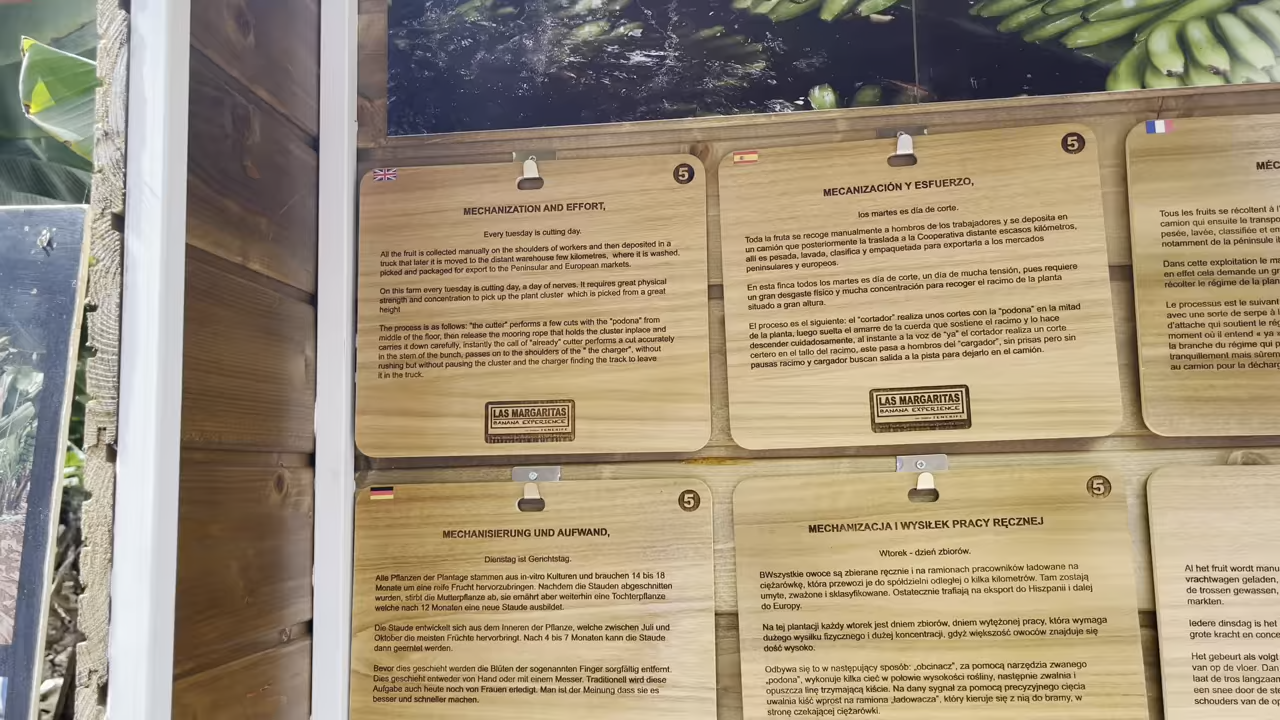 5
MECHANIZATION AND EFFORT,
Every tuesday is cutting day.
All the fruit is collected manually on the shoulders of workers and then deposited in a
truck that later it is moved to the distant warehouse few kilometres, where it is washed,
picked and packaged for export to the Peninsular and European markets.
On this farm every tuesday is cutting day, a day of nerves. It requires great physical
strength and concentration to pick up the plant cluster which is picked from a great
height
The process is as follows: "the cutter" performs a few cuts with the "podona" from
middle of the floor, then release the mooring rope that holds the cluster inplace and
carries it down carefully, instantly the call of "already" cutter performs a cut accurately
in the stem of the bunch, passes on to the shoulders of the " the charger", without
rushing but without pausing the cluster and the charger finding the track to leave
it in the truck.
LAS MARGARITAS
BANANA EXPERIENCE
5
MECANIZACIÓN Y ESFUERZO,
los martes es día de corte.
Toda la fruta se recoge manualmente a hombros de los trabajadores y se deposita en
un camión que posteriormente la traslada a la Cooperativa distante escasos kilómetros,
allí es pesada, lavada, clasifica y empaquetada para exportarla a los mercados
peninsulares y europeos.
En esta finca todos los martes es día de corte, un día de mucha tensión, pues requiere
un gran desgaste físico y mucha concentración para recoger el racimo de la planta
situado a gran altura.
El proceso es el siguiente: el "cortador" realiza unos cortes con la "podona" en la mitad
de la planta, luego suelta el amarre de la cuerda que sostiene el racimo y lo hace
descender cuidadosamente, al instante a la voz de "ya" el cortador realiza un corte
certero en el tallo del racimo, este pasa a hombros del "cargador", sin prisas pero sin
pausas racimo y cargador buscan salida a la pista para dejarlo en el camión.
LAS MARGARITAS
BANANA EXPERIENCE
TENERIFE
MÉC
Tous les fruits se récoltent à l'
camion qui ensuite le transpo
pesée, lavée, classifiée et em
notamment de la péninsule i
Dans cette exploitation le ma
en effet cela demande un gr
récolter le régime de la plan
Le processus est le suivant
avec une sorte de serpe à l
d'attache qui soutient le rég
moment où il entend « ya »
la branche du régime qui p
tranquillement mais sûrem
au camion pour la décharg
5
MECHANISIERUNG UND AUFWAND,
Dienstag ist Gerichtstag.
Alle Pflanzen der Plantage stammen aus in-vitro Kulturen und brauchen 14 bis 18
Monate um eine reife Frucht hervorzubringen. Nachdem die Stauden abgeschnitten
wurden, stirbt die Mutterpflanze ab, sie ernährt aber weiterhin eine Tochterpflanze
welche nach 12 Monaten eine neue Staude ausbildet.
Die Staude entwickelt sich aus dem Inneren der Pflanze, welche zwischen Juli und
Oktober die meisten Früchte hervorbringt. Nach 4 bis 7 Monaten kann die Staude
dann geerntet werden.
Bevor dies geschieht werden die Blüten der sogenannten Finger sorgfältig entfernt.
Dies geschieht entweder von Hand oder mit einem Messer. Traditionell wird diese
Aufgabe auch heute noch von Frauen erledigt. Man ist der Meinung dass sie es
besser und schneller machen.
5
MECHANIZACJA I WYSIŁEK PRACY RĘCZNEJ
Wtorek - dzień zbiorów.
BWszystkie owoce są zbierane ręcznie i na ramionach pracowników ładowane na
ciężarówkę, która przewozi je do spółdzielni odległej o kilka kilometrów. Tam zostają
umyte, zważone i sklasyfikowane. Ostatecznie trafiają na eksport do Hiszpanii i dalej
do Europy.
Na tej plantacji każdy wtorek jest dniem zbiorów, dniem wytężonej pracy, która wymaga
dużego wysiłku fizycznego i dużej koncentracji, gdyż większość owoców znajduje się
dość wysoko.
Odbywa się to w następujący sposób: „obcinacz", za pomocą narzędzia zwanego
„podona", wykonuje kilka cieć w połowie wysokości rośliny, następnie zwalnia i
opuszcza linę trzymającą kiście. Na dany sygnał za pomocą precyzyjnego cięcia
uwalnia kiść wprost na ramiona „ładowacza", który kieruje się z nią do bramy, w
stronę czekającej ciężarówki.
Al het fruit wordt manu
vrachtwagen geladen,
de trossen gewassen,
markten.
Iedere dinsdag is het
grote kracht en conce
Het gebeurt als volgt
van op de vloer. Dan
laat de tros langzaam
een snee door de ste
schouders van de op